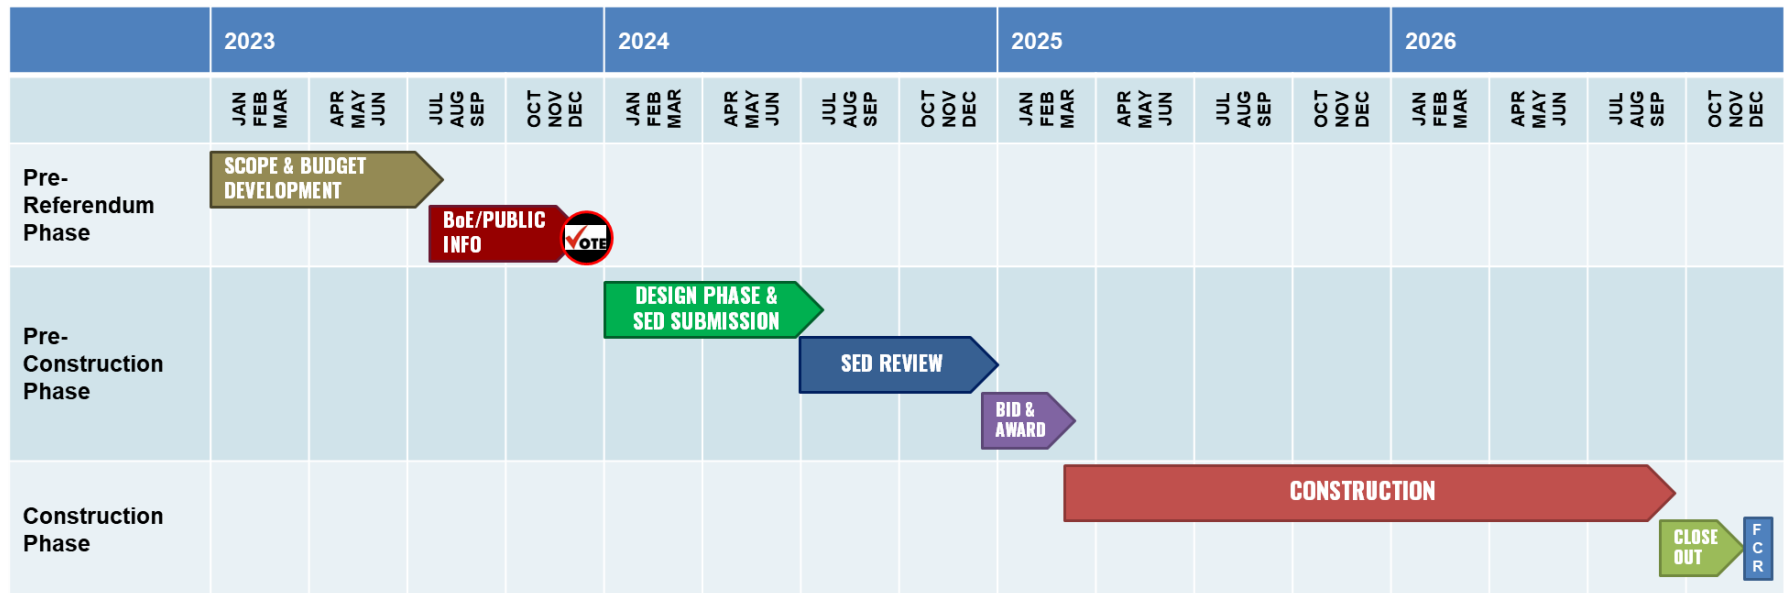 2023 2024 2025 2026
JAN FEB MAR APR MAY JUN JUL AUG SEP OCT NOV DEC JAN FEB MAR APR MAY JUN JUL AUG SEP OCT NOV DEC JAN FEB MAR APR MAY JUN JUL AUG SEP OCT NOV DEC JAN FEB MAR APR MAY JUN JUL AUG SEP OCT NOV DEC
Pre-
Referendum
Phase
SCOPE & BUDGET
DEVELOPMENT
BoE/PUBLIC
INFO
VOTE
Pre-
Construction
Phase
DESIGN PHASE &
SED SUBMISSION
SED REVIEW
BID &
AWARD
Construction
Phase
CONSTRUCTION
CLOSE
OUT
F
C
R